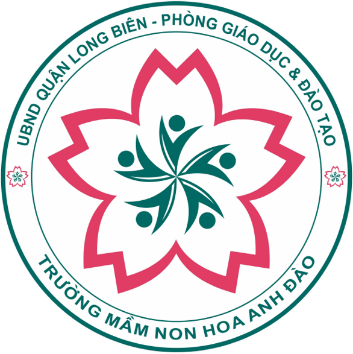 UBND QUẬN LONG BIÊN - PHÒNG GIÁO DỤC & ĐÀO TẠO
TRƯỜNG MẦM NON HOA ANH ĐÀO